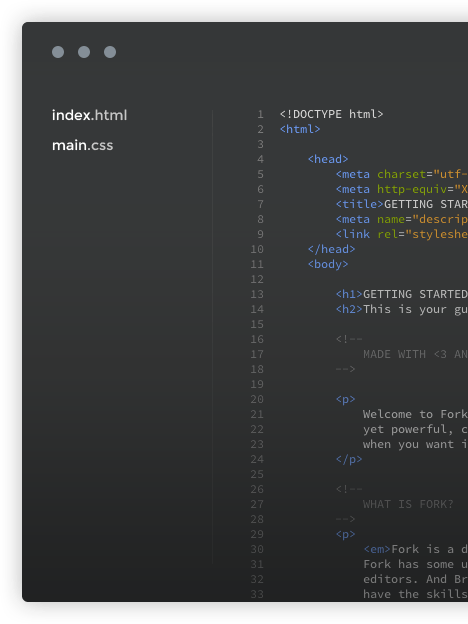 index.html
main.css
1 <!DOCTYPE html>
2 <html>
3
4 <head>
5 <meta charset="utf-
6 <meta http-equiv="X
7 <title>GETTING STAR
8 <meta name="descrip
9 <link rel="styleshe
10 </head>
11 <body>
12
13 <h1>GETTING STARTED
14 <h2>This is your gu
15
16 <!--
17 MADE WITH <3 AN
18 -->
19
20 <p>
21 Welcome to Fork
22 yet powerful, c
23 when you want i
24 </p>
25
26 <!--
27 WHAT IS FORK?
28 -->
29 <p>
30 <em>Fork is a d
31 Fork has some u
32 editors. And Br
33 have the skills